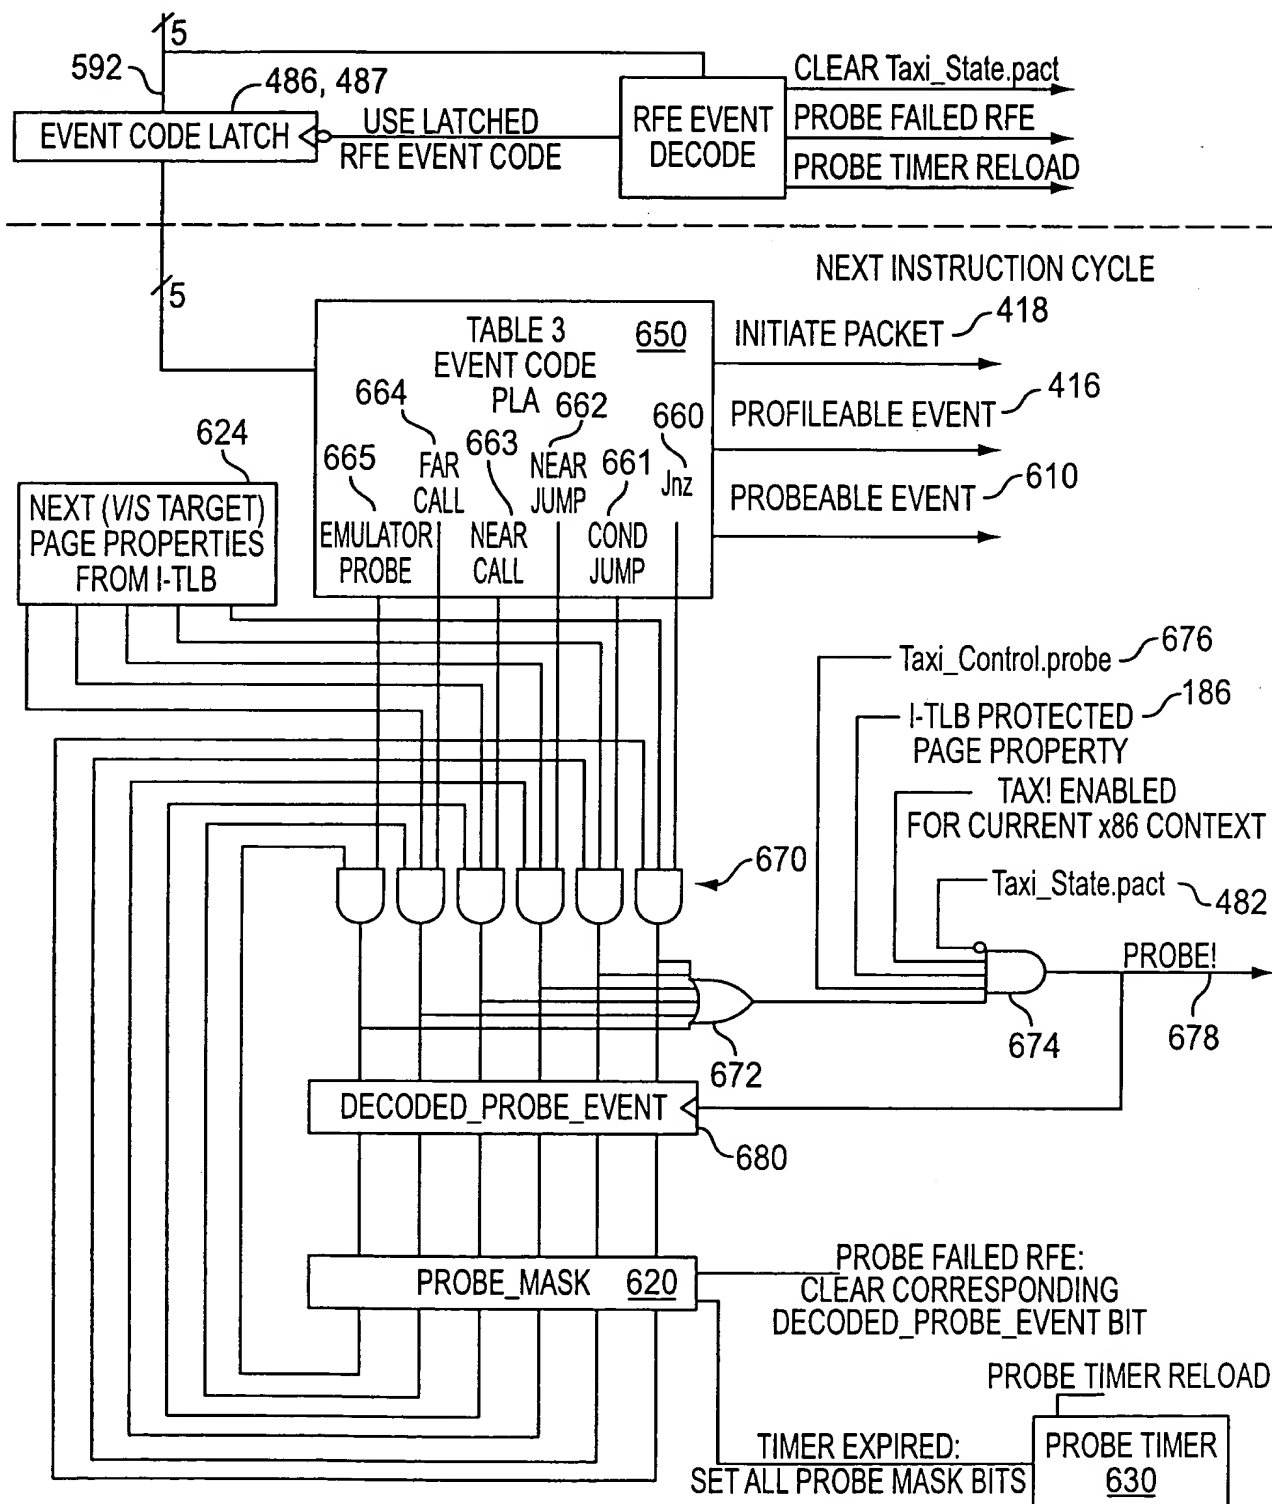 5
592
486, 487
EVENT CODE LATCH
USE LATCHED
RFE EVENT CODE
RFE EVENT
DECODE
CLEAR Taxi_State.pact
PROBE FAILED RFE
PROBE TIMER RELOAD
NEXT INSTRUCTION CYCLE
5
TABLE 3
EVENT CODE
PLA
650
INITIATE PACKET
418
PROFILEABLE EVENT
416
PROBEABLE EVENT
610
664
662
660
665
FAR
CALL
663
NEAR
JUMP
661
Jnz
EMULATOR
PROBE
NEAR
CALL
COND
JUMP
624
NEXT (V/S TARGET)
PAGE PROPERTIES
FROM I-TLB
Taxi_Control.probe
676
I-TLB PROTECTED
PAGE PROPERTY
186
TAX! ENABLED
FOR CURRENT x86 CONTEXT
Taxi_State.pact
482
670
PROBE!
672
674
678
DECODED_PROBE_EVENT
680
PROBE_MASK 620
PROBE FAILED RFE:
CLEAR CORRESPONDING
DECODED_PROBE_EVENT BIT
PROBE TIMER RELOAD
TIMER EXPIRED:
SET ALL PROBE MASK BITS
PROBE TIMER
630